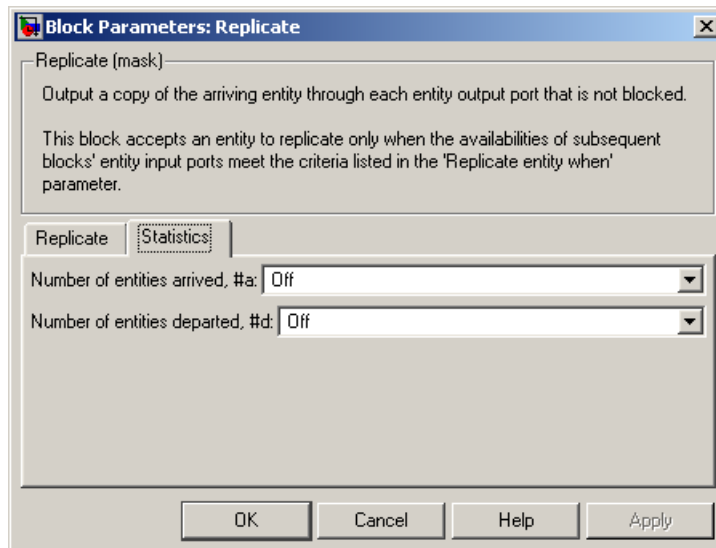 Block Parameters: Replicate
Replicate (mask)
Output a copy of the arriving entity through each entity output port that is not blocked.
This block accepts an entity to replicate only when the availabilities of subsequent
blocks' entity input ports meet the criteria listed in the 'Replicate entity when'
parameter.
Replicate Statistics
Number of entities arrived, #a: Off
Number of entities departed, #d: Off
OK Cancel Help Apply